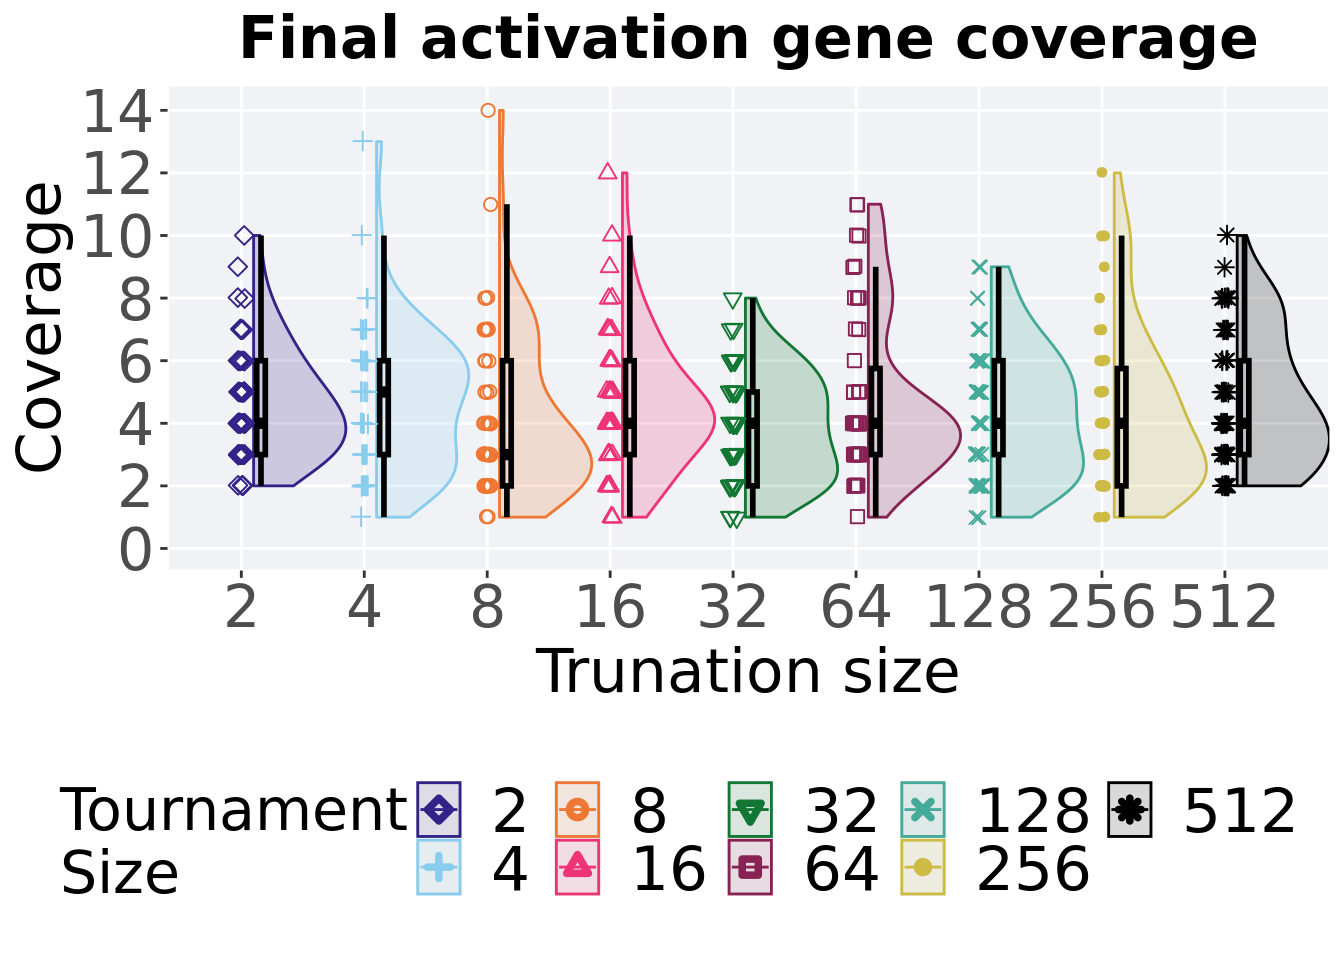 Final activation gene coverage
Coverage
14
12
10
8
6
4
2
0
2 4 8 16 32 64 128 256 512
Trunation size
Tournament
Size
2 8 32 128 512
4 16 64 256